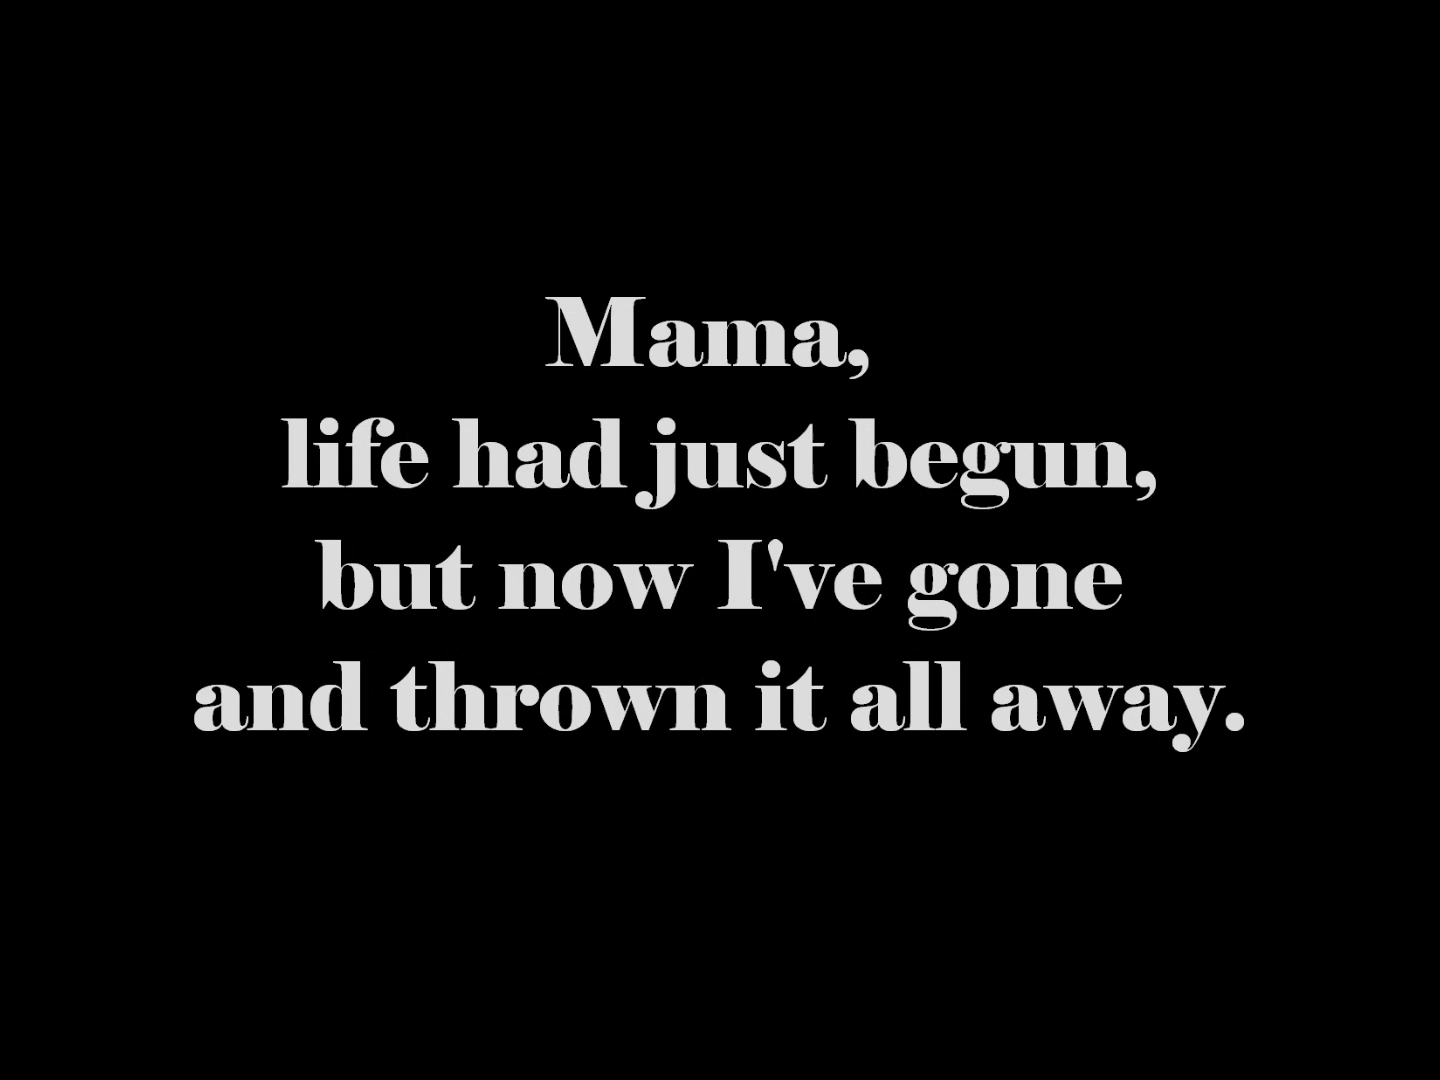 Mama,
life had just begun,
but now I've gone
and thrown it all away.